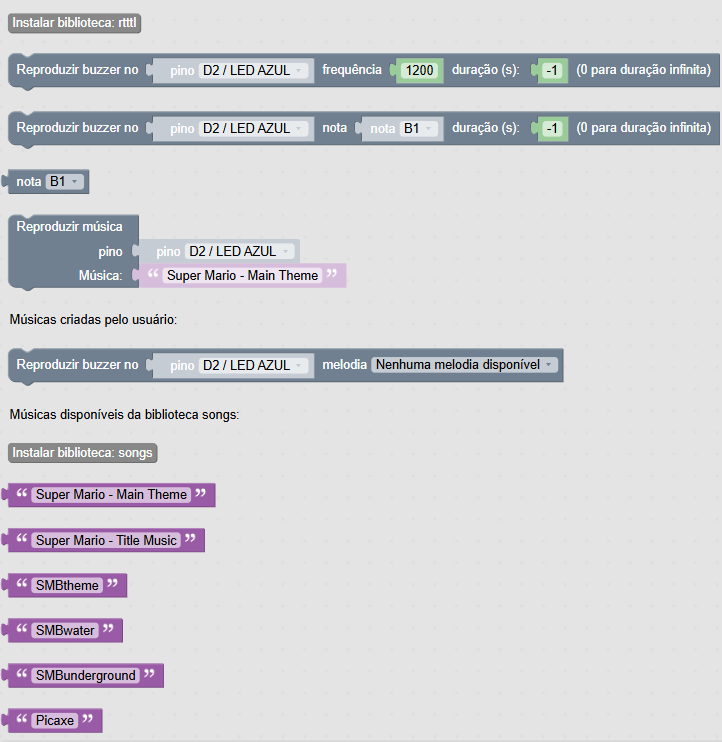 Instalar biblioteca: rtttl
Reproduzir buzzer no pino D2 / LED AZUL frequência 1200 duração (s): -1 (0 para duração infinita)
Reproduzir buzzer no pino D2 / LED AZUL nota nota B1 duração (s): -1 (0 para duração infinita)
nota B1
Reproduzir música
pino pino D2 / LED AZUL
Música: “ Super Mario - Main Theme ”
Músicas criadas pelo usuário:
Reproduzir buzzer no pino D2 / LED AZUL melodia Nenhuma melodia disponível
Músicas disponíveis da biblioteca songs:
Instalar biblioteca: songs
“ Super Mario - Main Theme ”
“ Super Mario - Title Music ”
“ SMBtheme ”
“ SMBwater ”
“ SMBunderground ”
“ Picaxe ”